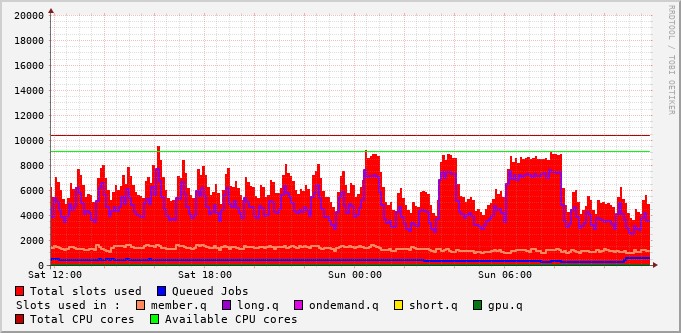 20000
18000
16000
14000
12000
10000
8000
6000
4000
2000
0
Sat 12:00 Sat 18:00 Sun 00:00 Sun 06:00
RRDTOOL / TOBI OETIKER
Total slots used Queued Jobs
Slots used in : member.q long.q ondemand.q short.q gpu.q
Total CPU cores Available CPU cores